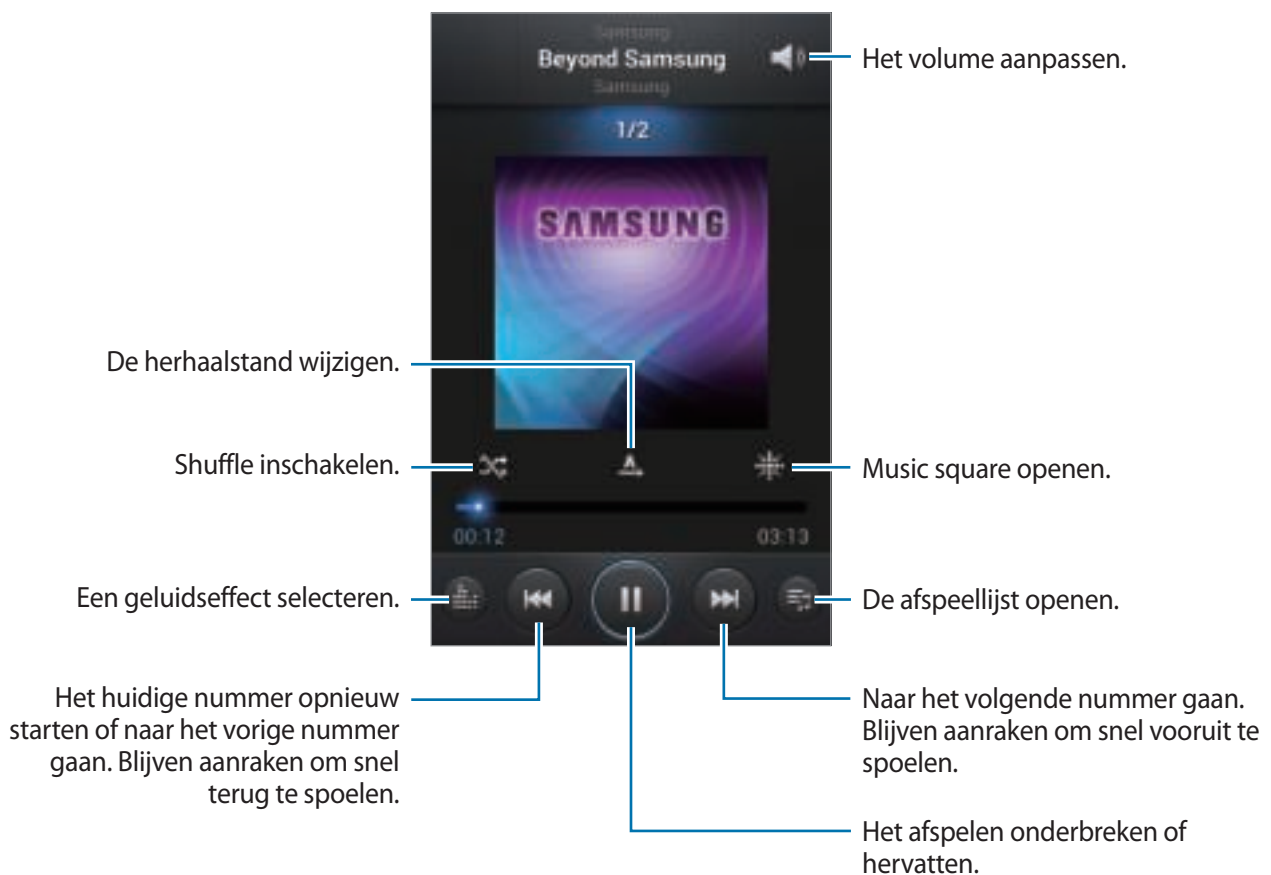 Samsung
Beyond Samsung
Samsung
Het volume aanpassen.
1/2
SAMSUNG
De herhaalstand wijzigen.
A
Shuffle inschakelen.
Music square openen.
00:12
03:13
Een geluidseffect selecteren.
De afspeellijst openen.
Het huidige nummer opnieuw
starten of naar het vorige nummer
gaan. Blijven aanraken om snel
terug te spoelen.
Naar het volgende nummer gaan.
Blijven aanraken om snel vooruit te
spoelen.
Het afspelen onderbreken of
hervatten.